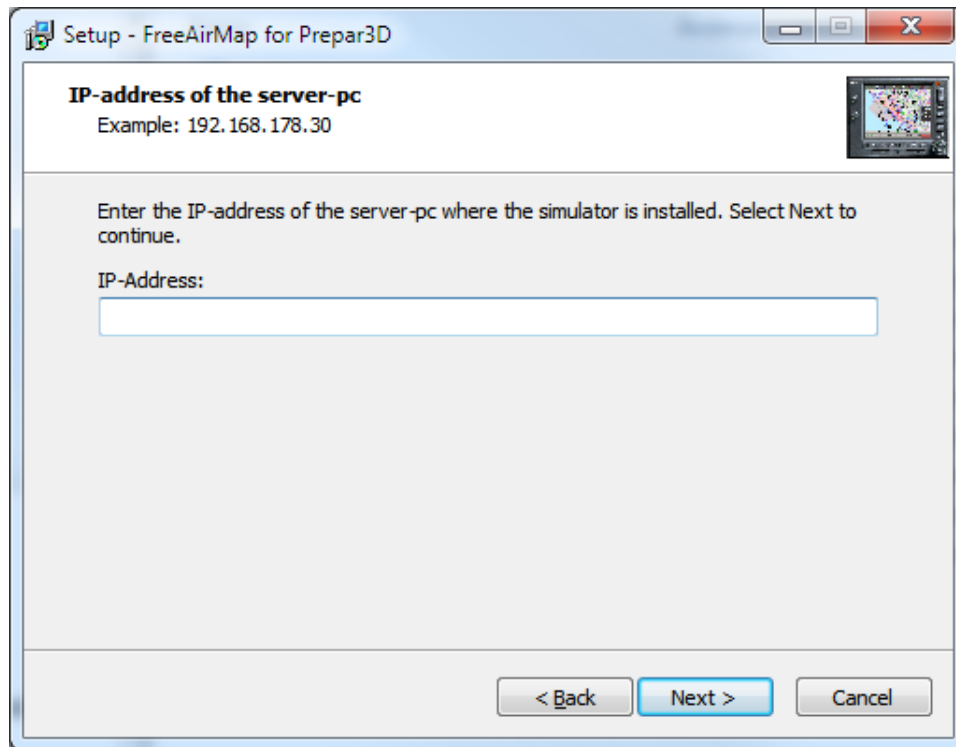 Setup - FreeAirMap for Prepar3D
IP-address of the server-pc
Example: 192.168.178.30
Enter the IP-address of the server-pc where the simulator is installed. Select Next to
continue.
IP-Address:
< Back Next > Cancel